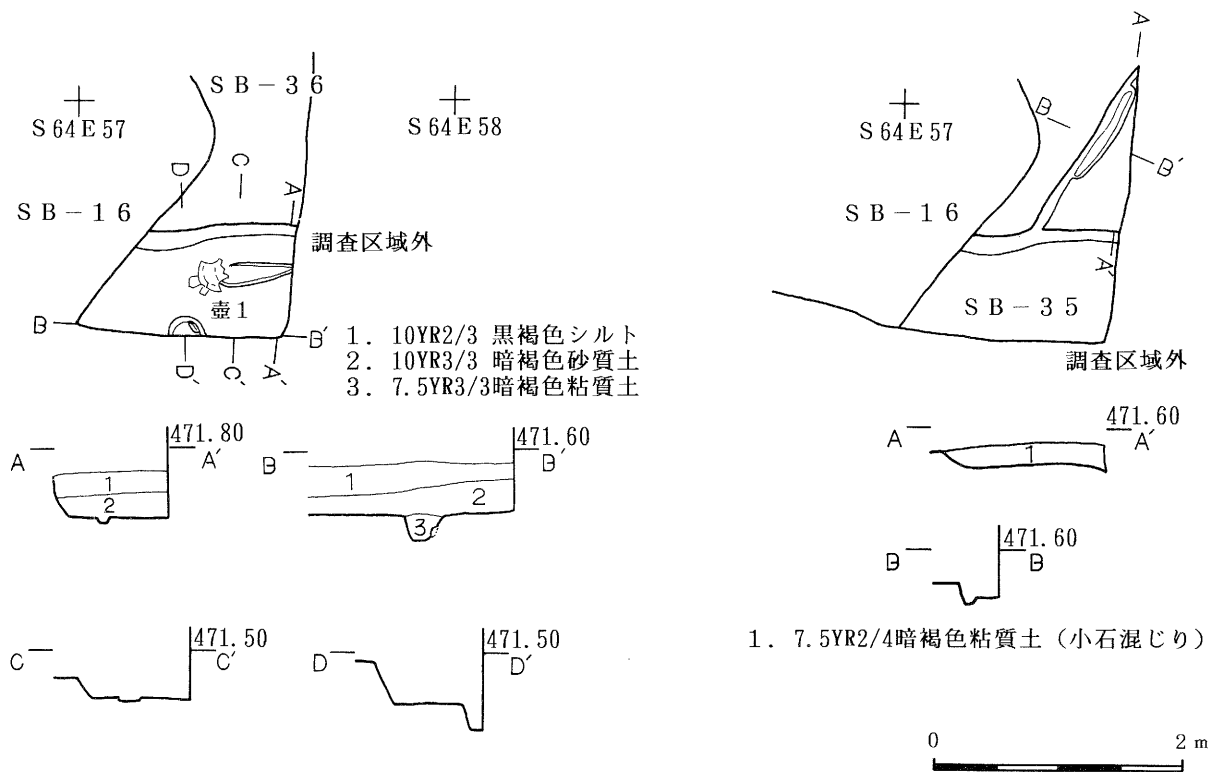 SB-36
S64E57
S64E58
D
C
A
SB-16
調査区域外
壺1
B
B′
D′
C′
A′
1. 10YR2/3 黒褐色シルト
2. 10YR3/3 暗褐色砂質土
3. 7.5YR3/3暗褐色粘質土
A
471.80
A′
1
2
B
471.60
B′
1
2
3
C
471.50
C′
D
471.50
D′
A
S64E57
B
B′
SB-16
A′
SB-35
調査区域外
A
471.60
A′
1
B
471.60
B
1. 7.5YR2/4暗褐色粘質土（小石混じり）
0
2m